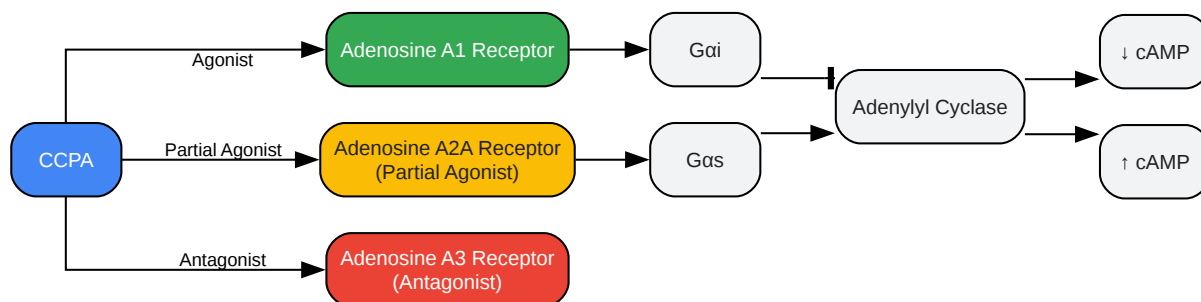 Adenosine A1 Receptor
Gαi
↓ cAMP
Agonist
Adenylyl Cyclase
CCPA
Partial Agonist
Adenosine A2A Receptor
(Partial Agonist)
Gαs
↑ cAMP
Antagonist
Adenosine A3 Receptor
(Antagonist)